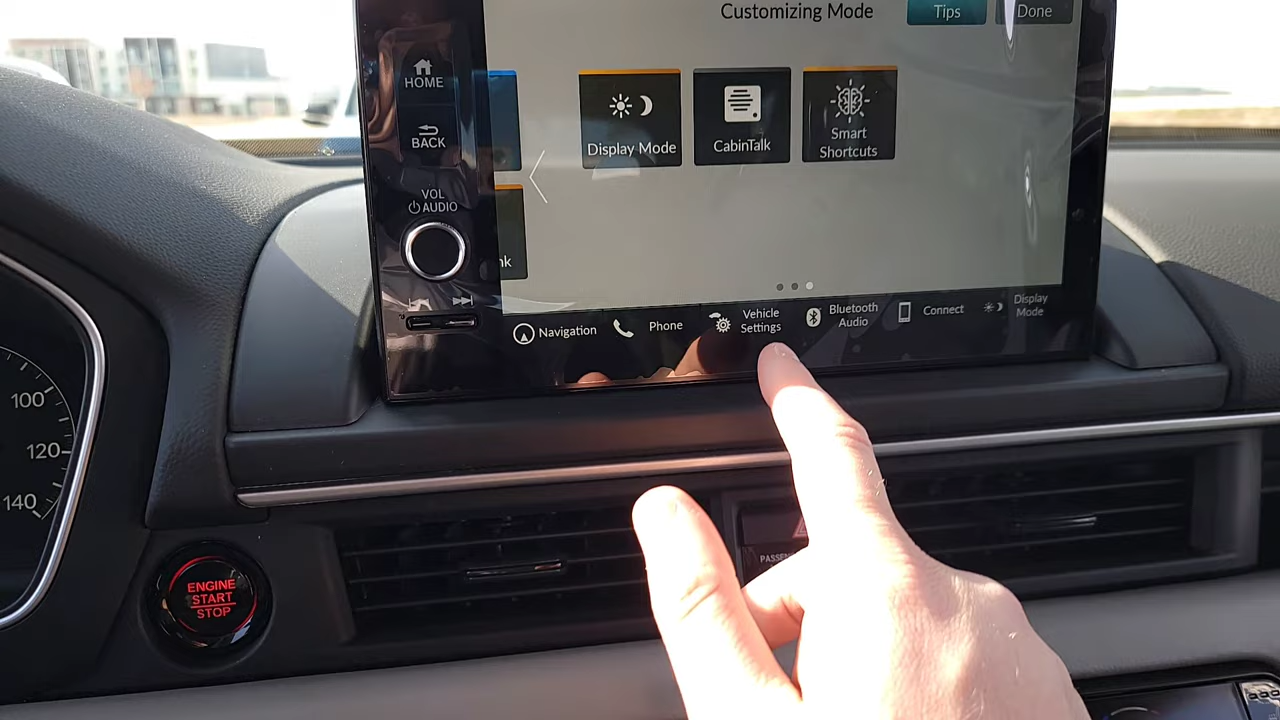 Customizing Mode
Tips
Done
HOME
BACK
VOL
AUDIO
Display Mode
CabinTalk
Smart
Shortcuts
nk
Navigation
Phone
Vehicle
Settings
Bluetooth
Audio
Connect
Display
Mode
100
120
140
ENGINE
START
STOP